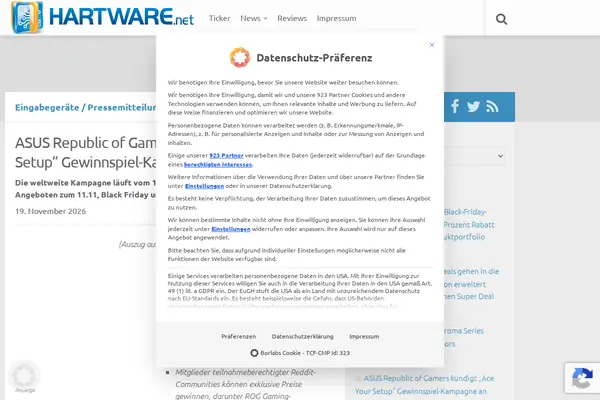 HARTWARE.net
Ticker News Reviews Impressum
Datenschutz-Präferenz
Wir benötigen Ihre Einwilligung, bevor Sie unsere Website weiter besuchen können.
Wir benötigen Ihre Einwilligung, damit wir und unsere 923 Partner Cookies und andere
Technologien verwenden können, um Ihnen relevante Inhalte und Werbung zu liefern. Auf
diese Weise finanzieren und optimieren wir unsere Website.
Personenbezogene Daten können verarbeitet werden (z. B. Erkennungsmerkmale, IP-
Adressen), z. B. für personalisierte Anzeigen und Inhalte oder zur Messung von Anzeigen und
Inhalten.
Einige unserer 923 Partner verarbeiten Ihre Daten (jederzeit widerrufbar) auf der Grundlage
eines berechtigten Interesses.
Weitere Informationen über die Verwendung Ihrer Daten und über unsere Partner finden Sie
unter Einstellungen oder in unserer Datenschutzerklärung.
Es besteht keine Verpflichtung, der Verarbeitung Ihrer Daten zuzustimmen, um dieses Angebot
zu nutzen.
Wir können bestimmte Inhalte nicht ohne Ihre Einwilligung anzeigen. Sie können Ihre Auswahl
jederzeit unter Einstellungen widerrufen oder anpassen. Ihre Auswahl wird nur auf dieses
Angebot angewendet.
Bitte beachten Sie, dass aufgrund individueller Einstellungen möglicherweise nicht alle
Funktionen der Website verfügbar sind.
Einige Services verarbeiten personenbezogene Daten in den USA. Mit Ihrer Einwilligung zur
Nutzung dieser Services willigen Sie auch in die Verarbeitung Ihrer Daten in den USA gemäß Art.
49 (1) lit. a GDPR ein. Der EuGH stuft die USA als ein Land mit unzureichendem Datenschutz
nach EU-Standards ein. Es besteht beispielsweise die Gefahr, dass US-Behörden
Präferenzen Datenschutzerklärung Impressum
Borlabs Cookie - TCF-CMP Id: 323
Eingabegeräte / Pressemitteilun
ASUS Republic of Gam
Setup“ Gewinnspiel-Ka
Die weltweite Kampagne läuft vom 1
Angeboten zum 11.11, Black Friday u
19. November 2026
(Auszug au
Mitglieder teilnahmeberechtigter Reddit-
Communities können exklusive Preise
gewinnen, darunter ROG Gaming-
Black-Friday-
Prozent Rabatt
uktportfolio
eals gehen in die
on erweitert
nen Super Deal
rama Series
ASUS Republic of Gamers kündigt „Ace
Your Setup“ Gewinnspiel-Kampagne an
Anzeige